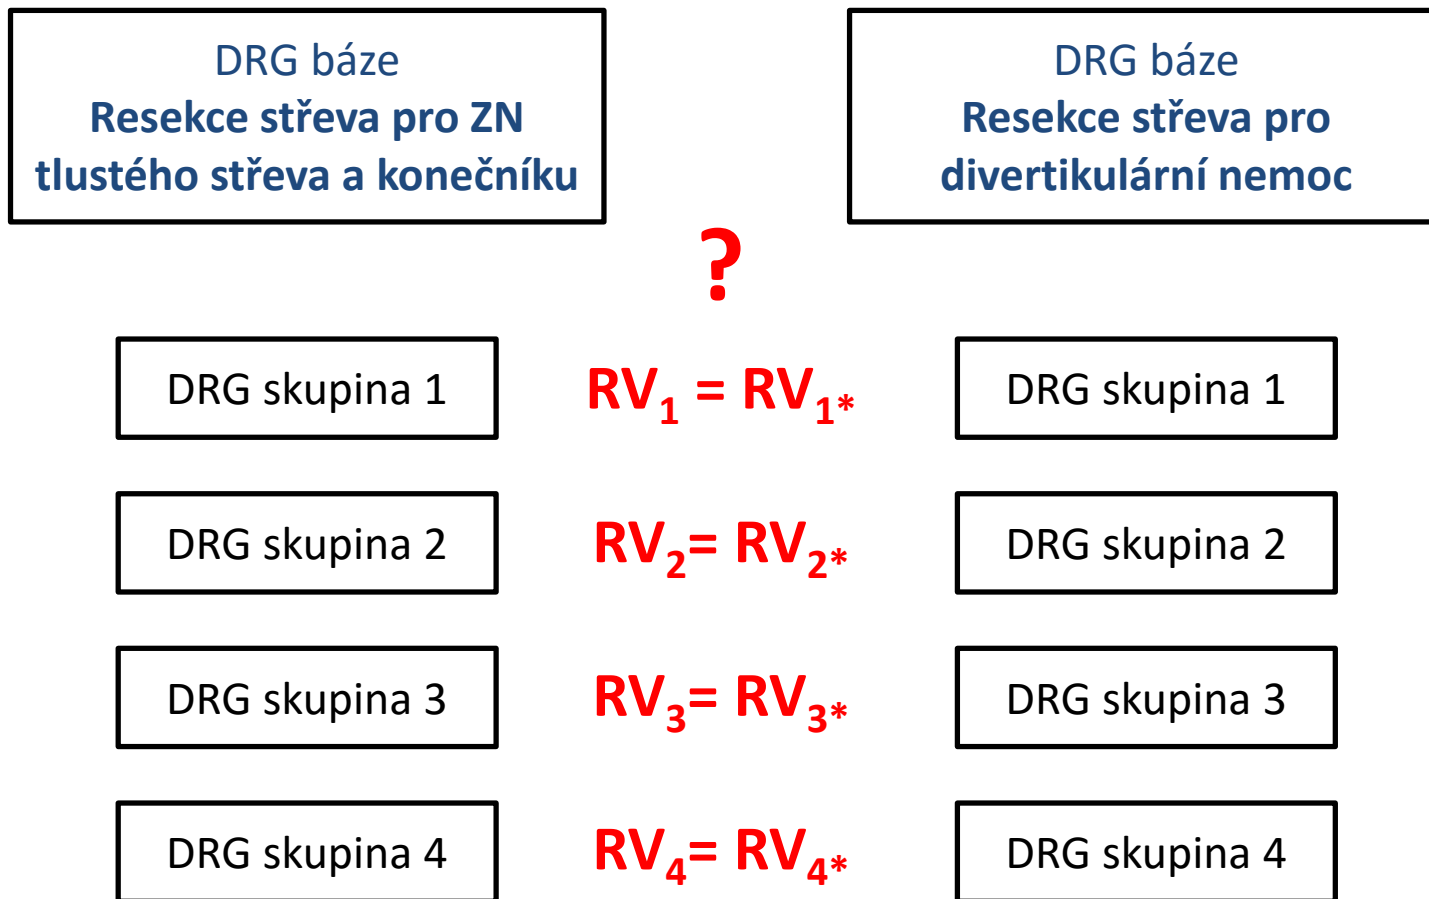 DRG báze
Resekce střeva pro ZN
tlustého střeva a konečníku
DRG báze
Resekce střeva pro
divertikulární nemoc
?
DRG skupina 1
RV1 = RV1*
DRG skupina 1
DRG skupina 2
RV2= RV2*
DRG skupina 2
DRG skupina 3
RV3= RV3*
DRG skupina 3
DRG skupina 4
RV4= RV4*
DRG skupina 4